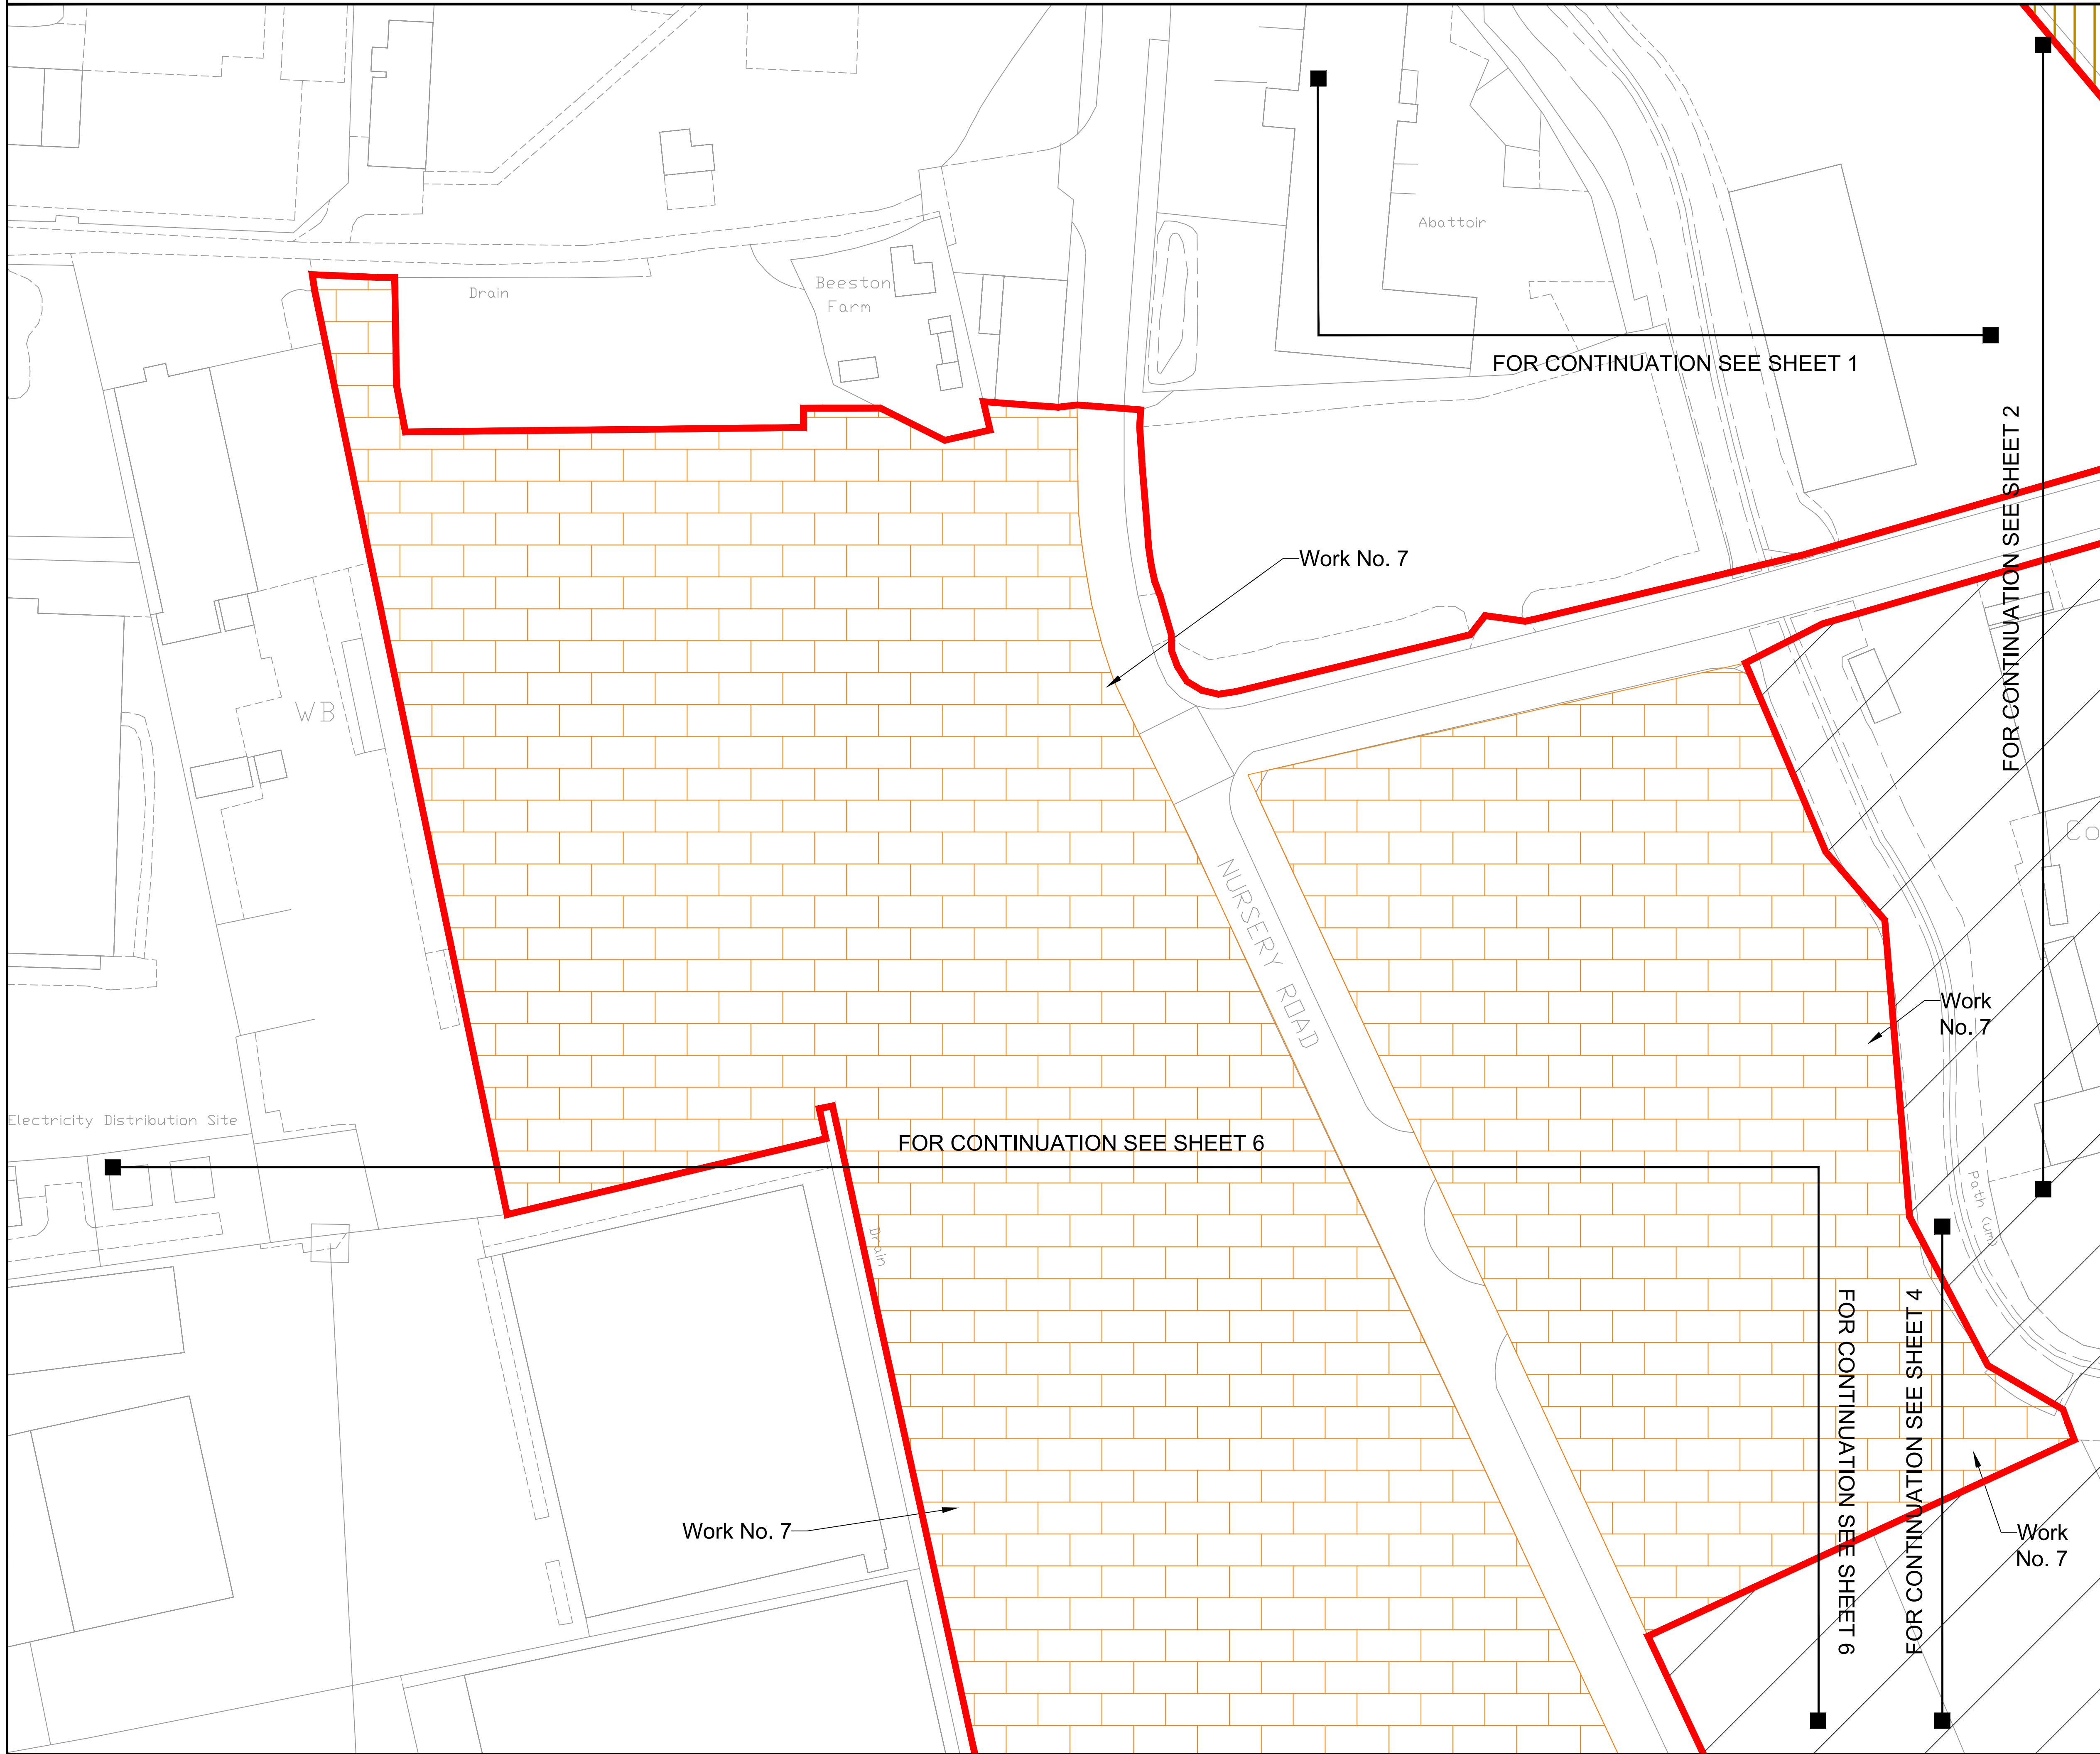 Abattoir
Beeston
Farm
Drain
FOR CONTINUATION SEE SHEET 1
FOR CONTINUATION SEE SHEET 2
Work No. 7
WB
NURSERY ROAD
Work
No. 7
Electricity Distribution Site
FOR CONTINUATION SEE SHEET 6
Path (um)
Drain
FOR CONTINUATION SEE SHEET 6
FOR CONTINUATION SEE SHEET 4
Work No. 7
Work
No. 7